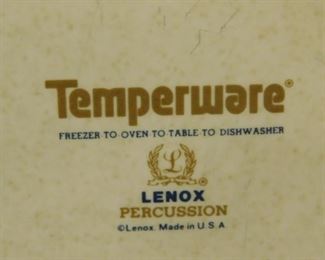 Temperware®
FREEZER·TO·OVEN·TO·TABLE·TO·DISHWASHER
L ®
LENOX
PERCUSSION
©Lenox. Made in U.S.A.